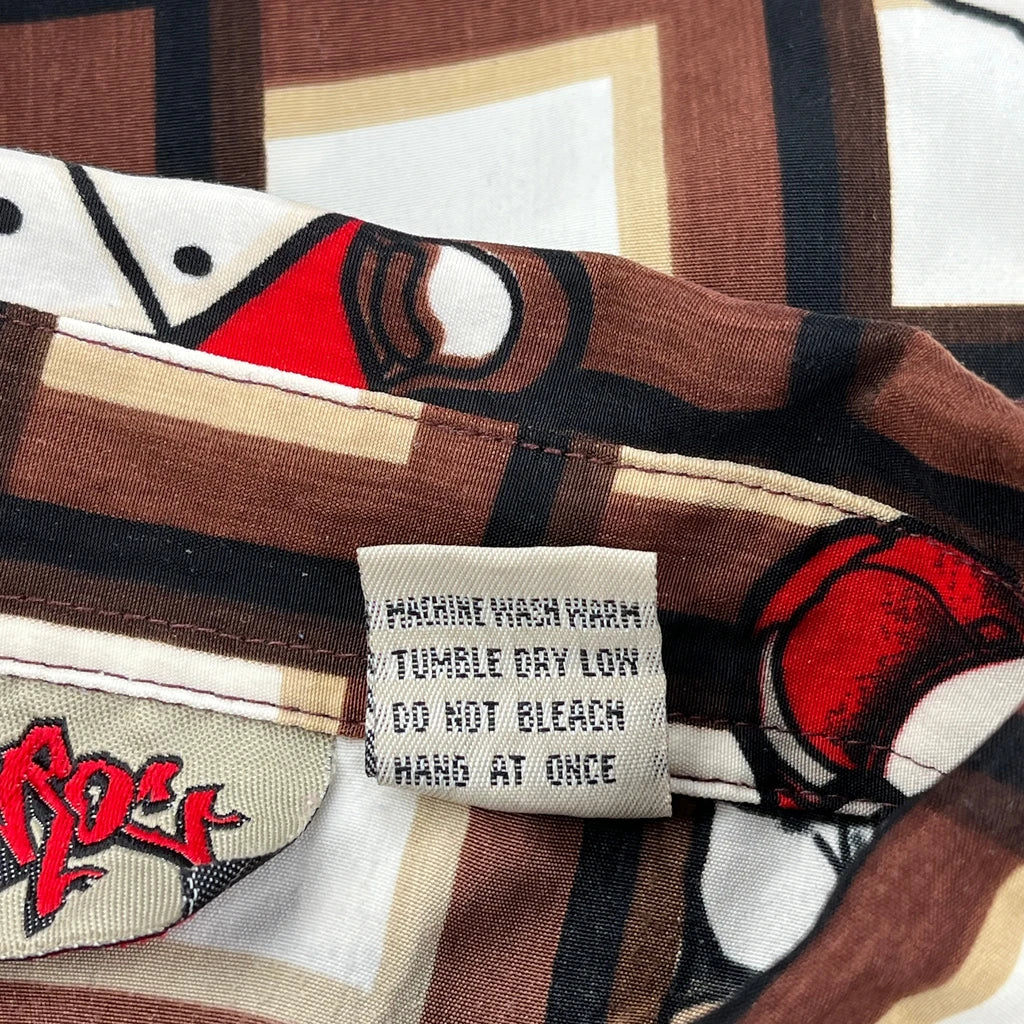 MACHINE WASH WARM
TUMBLE DRY LOW
DO NOT BLEACH
HANG AT ONCE